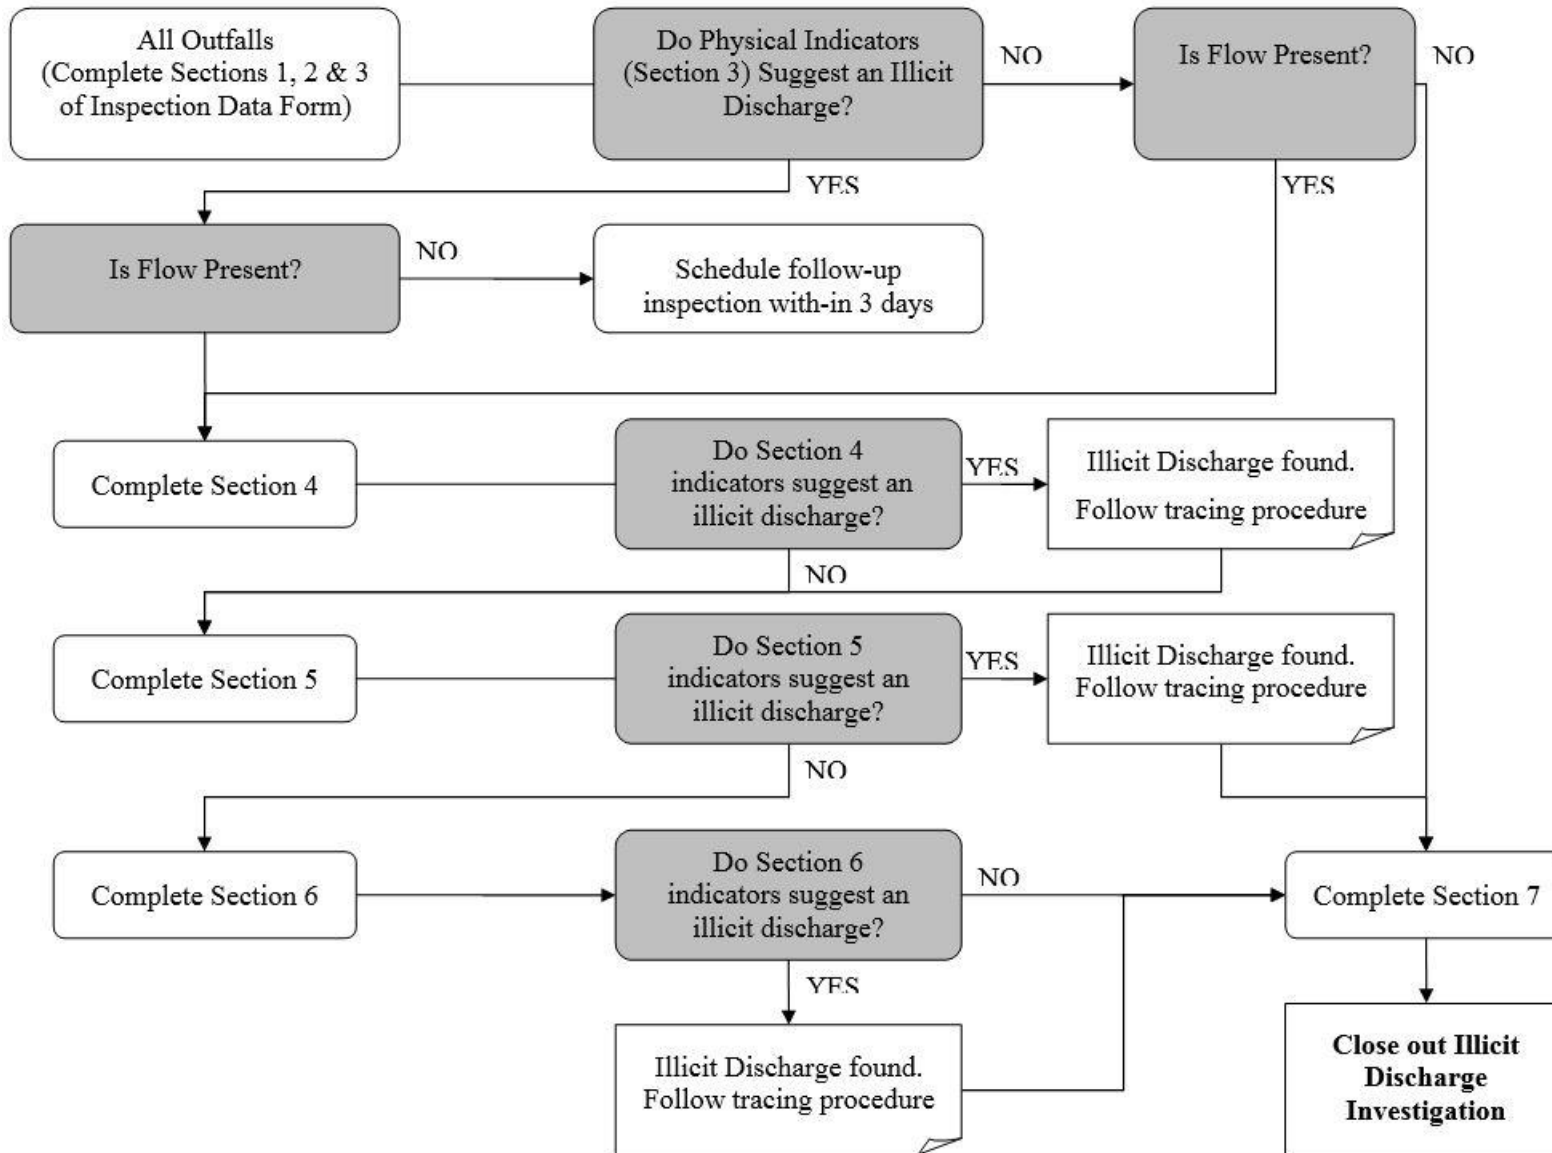 All Outfalls
(Complete Sections 1, 2 & 3
of Inspection Data Form)
Do Physical Indicators
(Section 3) Suggest an Illicit
Discharge?
NO
Is Flow Present?
NO
YES
YES
Is Flow Present?
NO
Schedule follow-up
inspection with-in 3 days
Complete Section 4
Do Section 4
indicators suggest an
illicit discharge?
YES
Illicit Discharge found.
Follow tracing procedure
NO
Complete Section 5
Do Section 5
indicators suggest an
illicit discharge?
YES
Illicit Discharge found.
Follow tracing procedure
NO
Complete Section 6
Do Section 6
indicators suggest an
illicit discharge?
NO
Complete Section 7
YES
Illicit Discharge found.
Follow tracing procedure
Close out Illicit
Discharge
Investigation